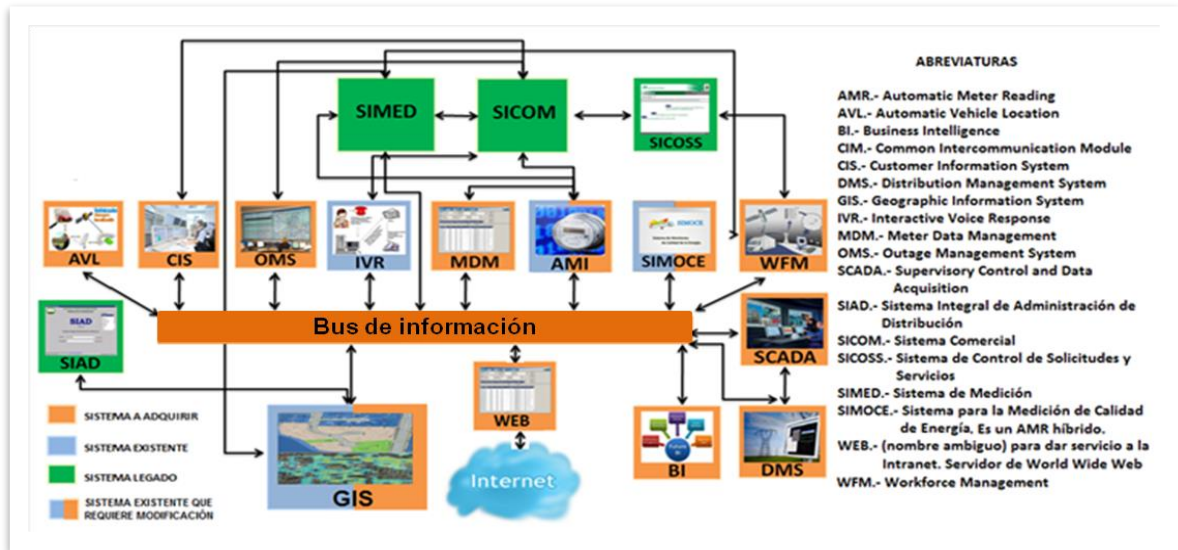 SIMED
SICOM
SICOSS
AVL
CIS
OMS
IVR
MDM
AMI
SIMOCE
SIMOCE
WFM
Bus de información
SIAD
SIAD
SCADA
WEB
BI
DMS
GIS
Internet
SISTEMA A ADQUIRIR
SISTEMA EXISTENTE
SISTEMA LEGADO
SISTEMA EXISTENTE QUE
REQUIERE MODIFICACIÓN
ABREVIATURAS
AMR.- Automatic Meter Reading
AVL.- Automatic Vehicle Location
BI.- Business Intelligence
CIM.- Common Intercommunication Module
CIS.- Customer Information System
DMS.- Distribution Management System
GIS.- Geographic Information System
IVR.- Interactive Voice Response
MDM.- Meter Data Management
OMS.- Outage Management System
SCADA.- Supervisory Control and Data
Acquisition
SIAD.- Sistema Integral de Administración de
Distribución
SICOM.- Sistema Comercial
SICOSS.- Sistema de Control de Solicitudes y
Servicios
SIMED.- Sistema de Medición
SIMOCE.- Sistema para la Medición de Calidad
de Energía. Es un AMR híbrido.
WEB.- (nombre ambiguo) para dar servicio a la
Intranet. Servidor de World Wide Web
WFM.- Workforce Management